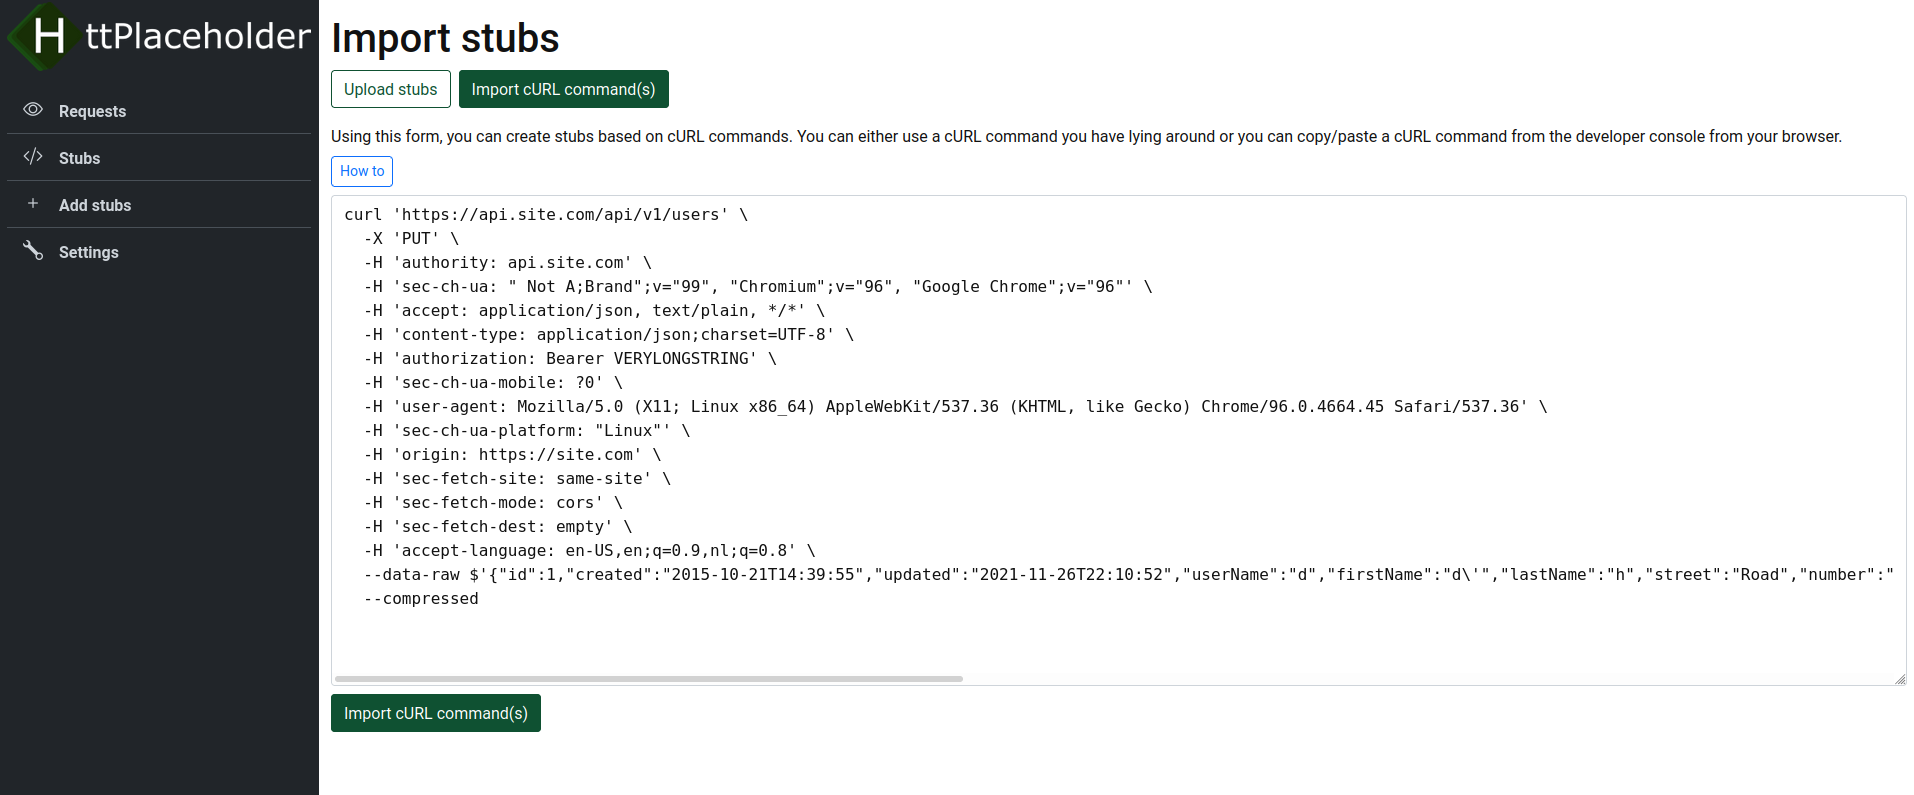 HttPlaceholder
Requests
Stubs
Add stubs
Settings
Import stubs
Upload stubs
Import cURL command(s)
Using this form, you can create stubs based on cURL commands. You can either use a cURL command you have lying around or you can copy/paste a cURL command from the developer console from your browser.
How to
curl 'https://api.site.com/api/v1/users' \
  -X 'PUT' \
  -H 'authority: api.site.com' \
  -H 'sec-ch-ua: " Not A;Brand";v="99", "Chromium";v="96", "Google Chrome";v="96"' \
  -H 'accept: application/json, text/plain, */*' \
  -H 'content-type: application/json;charset=UTF-8' \
  -H 'authorization: Bearer VERYLONGSTRING' \
  -H 'sec-ch-ua-mobile: ?0' \
  -H 'user-agent: Mozilla/5.0 (X11; Linux x86_64) AppleWebKit/537.36 (KHTML, like Gecko) Chrome/96.0.4664.45 Safari/537.36' \
  -H 'sec-ch-ua-platform: "Linux"' \
  -H 'origin: https://site.com' \
  -H 'sec-fetch-site: same-site' \
  -H 'sec-fetch-mode: cors' \
  -H 'sec-fetch-dest: empty' \
  -H 'accept-language: en-US,en;q=0.9,nl;q=0.8' \
  --data-raw $'{"id":1,"created":"2015-10-21T14:39:55","updated":"2021-11-26T22:10:52","userName":"d","firstName":"d\'","lastName":"h","street":"Road","number":"
  --compressed
Import cURL command(s)